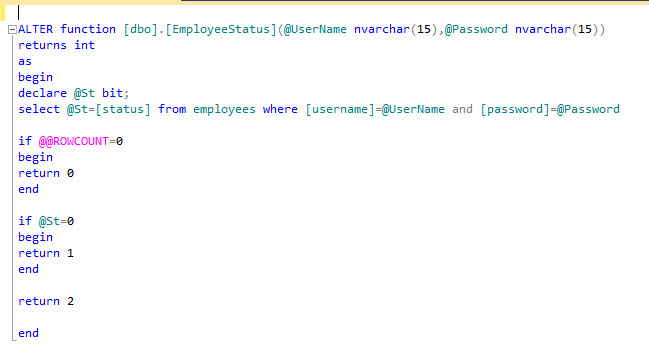 ALTER function [dbo].[EmployeeStatus](@UserName nvarchar(15),@Password nvarchar(15))
returns int
as
begin
declare @St bit;
select @St=[status] from employees where [username]=@UserName and [password]=@Password
if @@ROWCOUNT=0
begin
return 0
end
if @St=0
begin
return 1
end
return 2
end